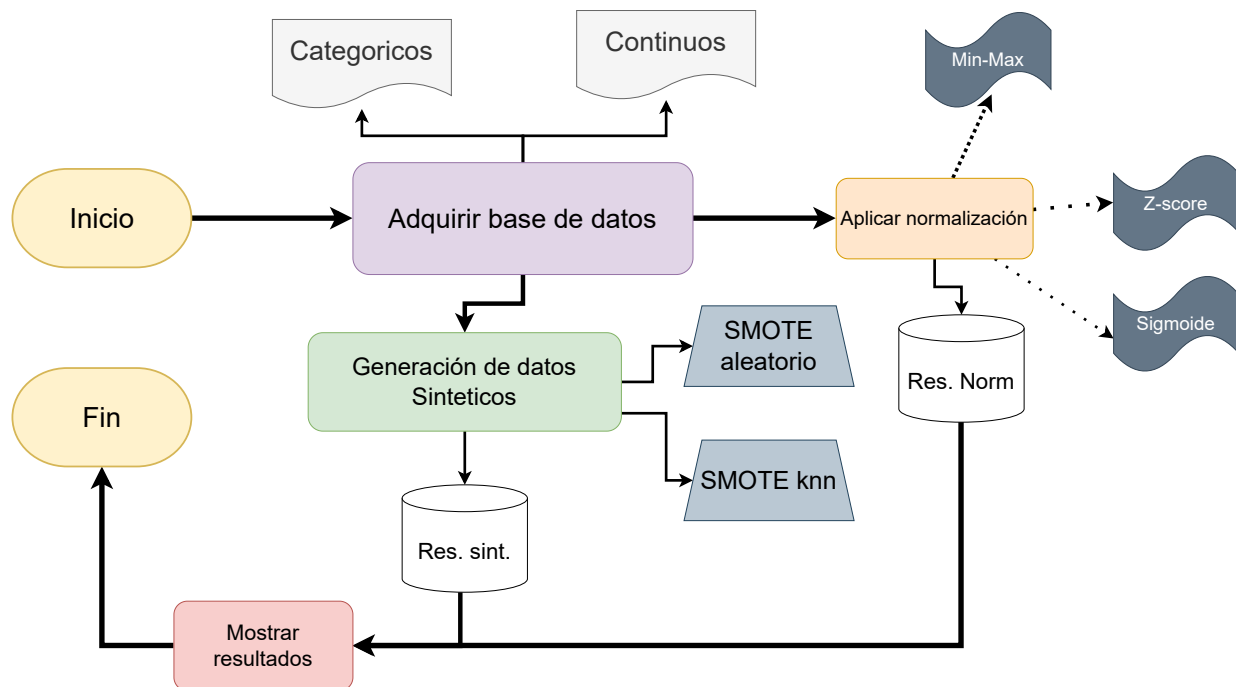 Categoricos
Continuos
Min-Max
Inicio
Adquirir base de datos
Aplicar normalización
Z-score
Sigmoide
Generación de datos
Sinteticos
SMOTE
aleatorio
Res. Norm
Fin
SMOTE knn
Res. sint.
Mostrar
resultados